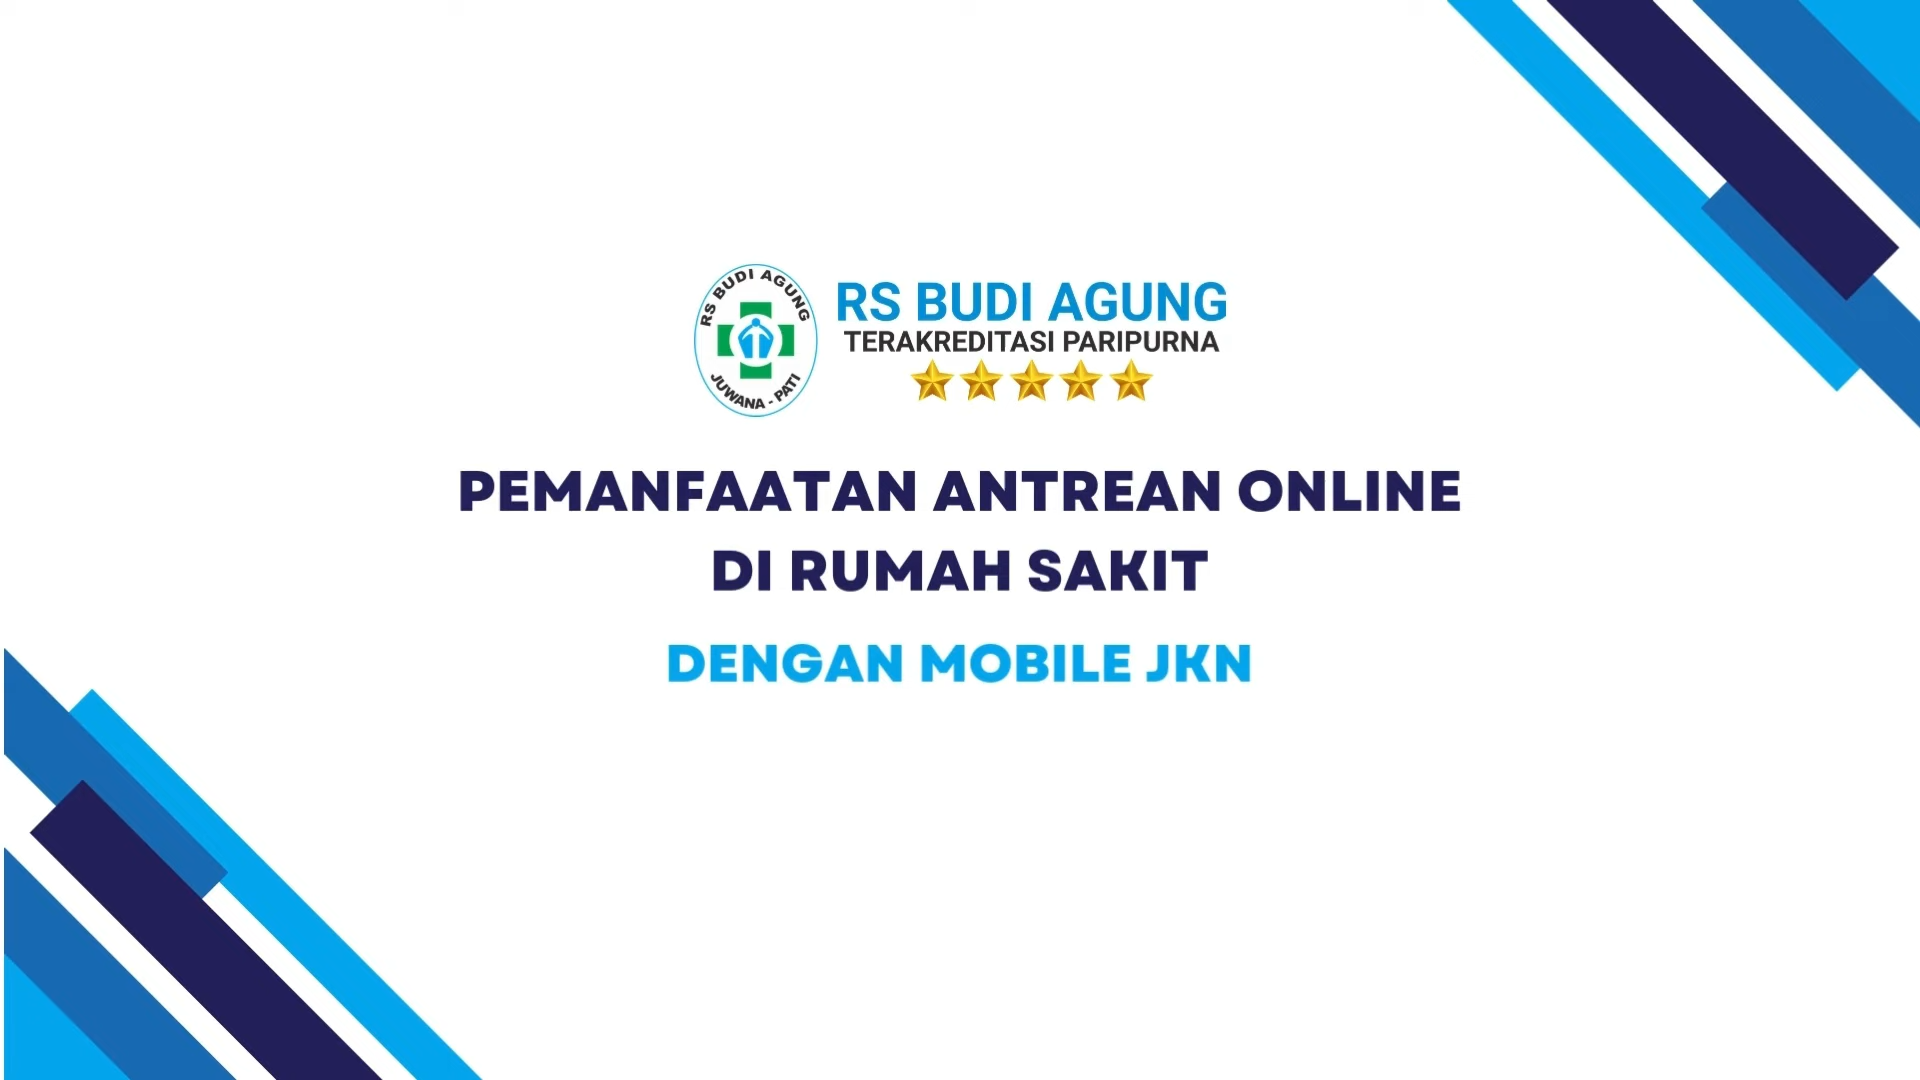 RS BUDI AGUNG
JUWANA - PATI
RS BUDI AGUNG
TERAKREDITASI PARIPURNA
PEMANFAATAN ANTREAN ONLINE
DI RUMAH SAKIT
DENGAN MOBILE JKN